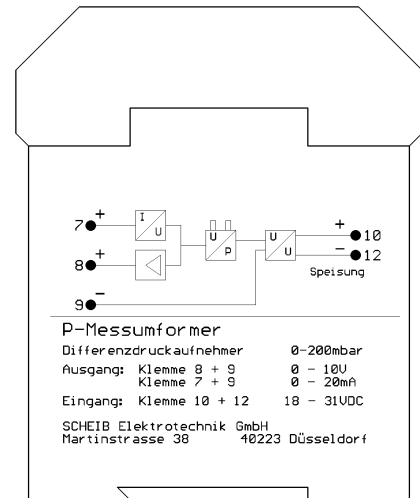 I
U
7 +
8 +
9 -
U
P
U
U
+ 10
- 12
Speisung
P-Messumformer
Differenzdruckaufnehmer 0-200mbar
Ausgang: Klemme 8 + 9 0 - 10V
Klemme 7 + 9 0 - 20mA
Eingang: Klemme 10 + 12 18 - 31VDC
SCHEIB Elektrotechnik GmbH
Martinstrasse 38 40223 Düsseldorf